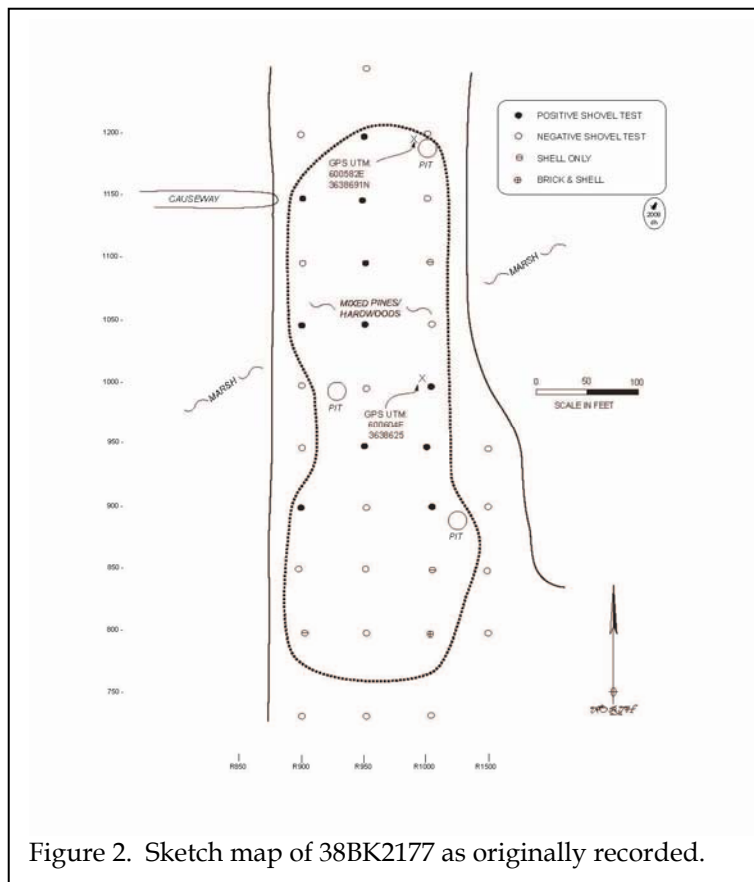 1200 -
POSITIVE SHOVEL TEST
NEGATIVE SHOVEL TEST
SHELL ONLY
BRICK & SHELL
X
GPS UTM:
600582E
3638691N
PIT
1150 -
CAUSEWAY
2008
MARSH
1100 -
MIXED PINES/
HARDWOODS
1050 -
MARSH
1000 -
X
PIT
GPS UTM:
600604E
3638625
0 50 100
SCALE IN FEET
950 -
900 -
PIT
850 -
800 -
750 -
R850 R900 R950 R1000 R1500
Figure 2. Sketch map of 38BK2177 as originally recorded.